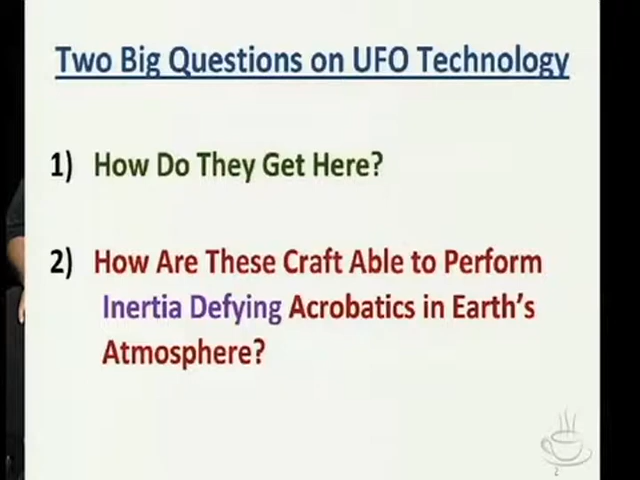 Two Big Questions on UFO Technology
1) How Do They Get Here?
2) How Are These Craft Able to Perform
Inertia Defying Acrobatics in Earth's
Atmosphere?
2